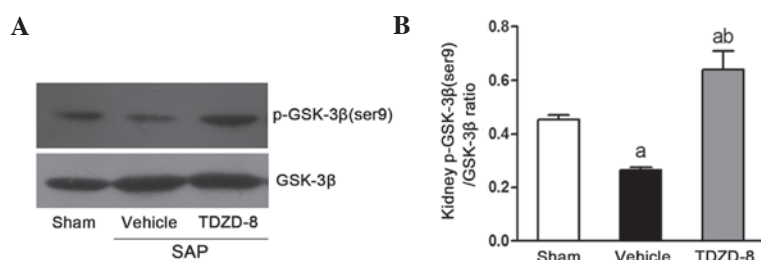 A
p-GSK-3β(ser9)
GSK-3β
Sham Vehicle TDZD-8
SAP
B
Kidney p-GSK-3β(ser9)
/GSK-3β ratio
0.8
0.6
0.4
0.2
0.0
a
ab
Sham Vehicle TDZD-8